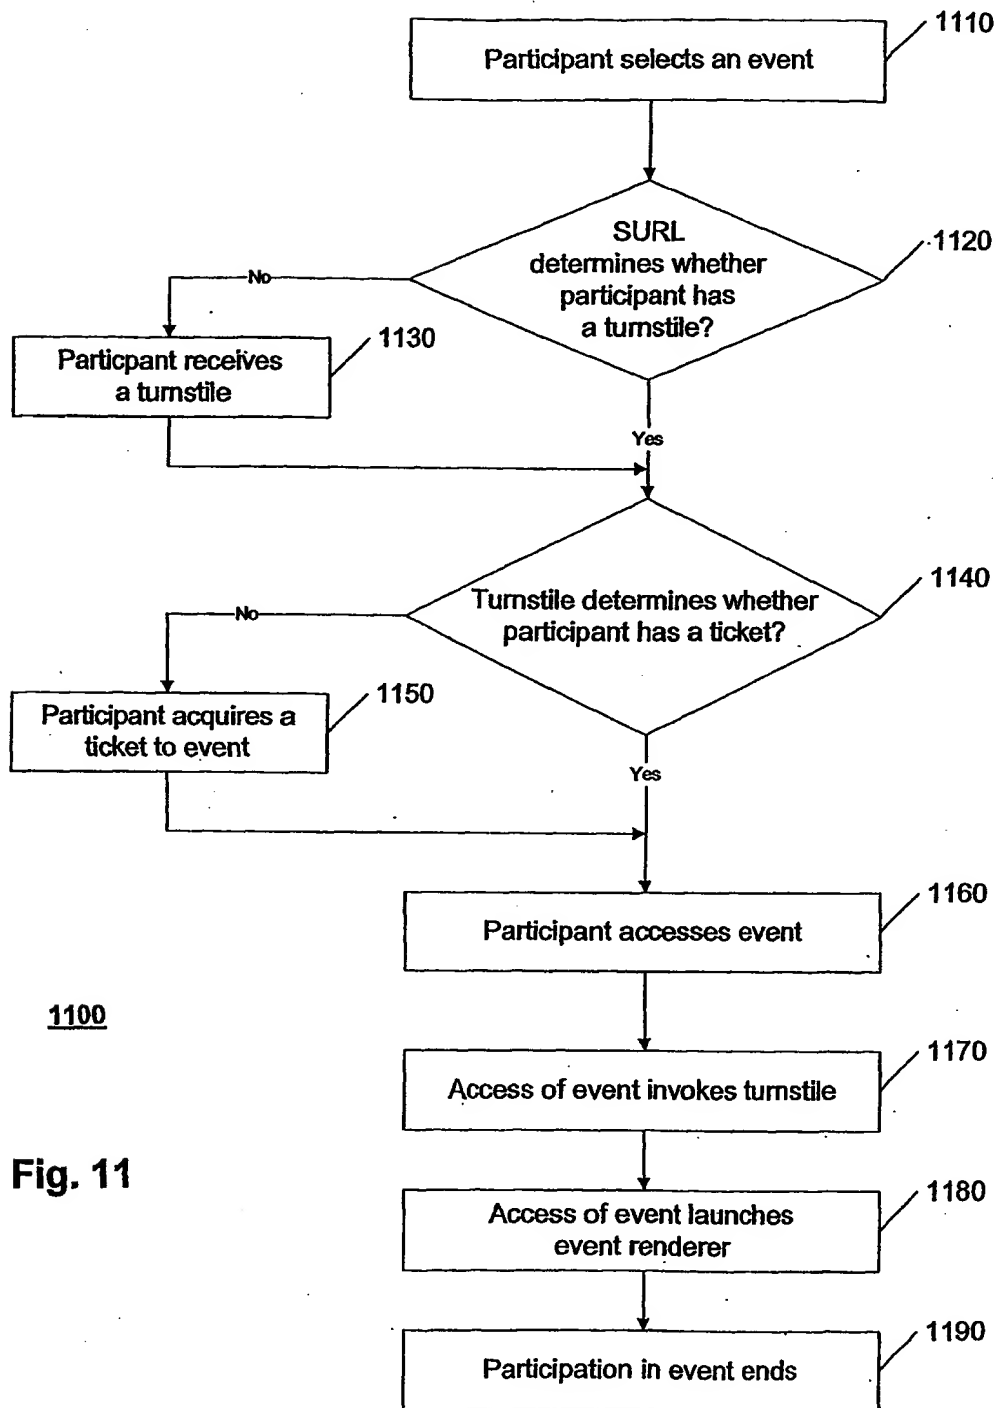 1110
Participant selects an event
SURL
determines whether
participant has
a turnstile?
1120
No
1130
Particpant receives
a turnstile
Yes
1140
Turnstile determines whether
participant has a ticket?
No
1150
Participant acquires a
ticket to event
Yes
1160
Participant accesses event
1100
1170
Access of event invokes turnstile
Fig. 11
1180
Access of event launches
event renderer
1190
Participation in event ends